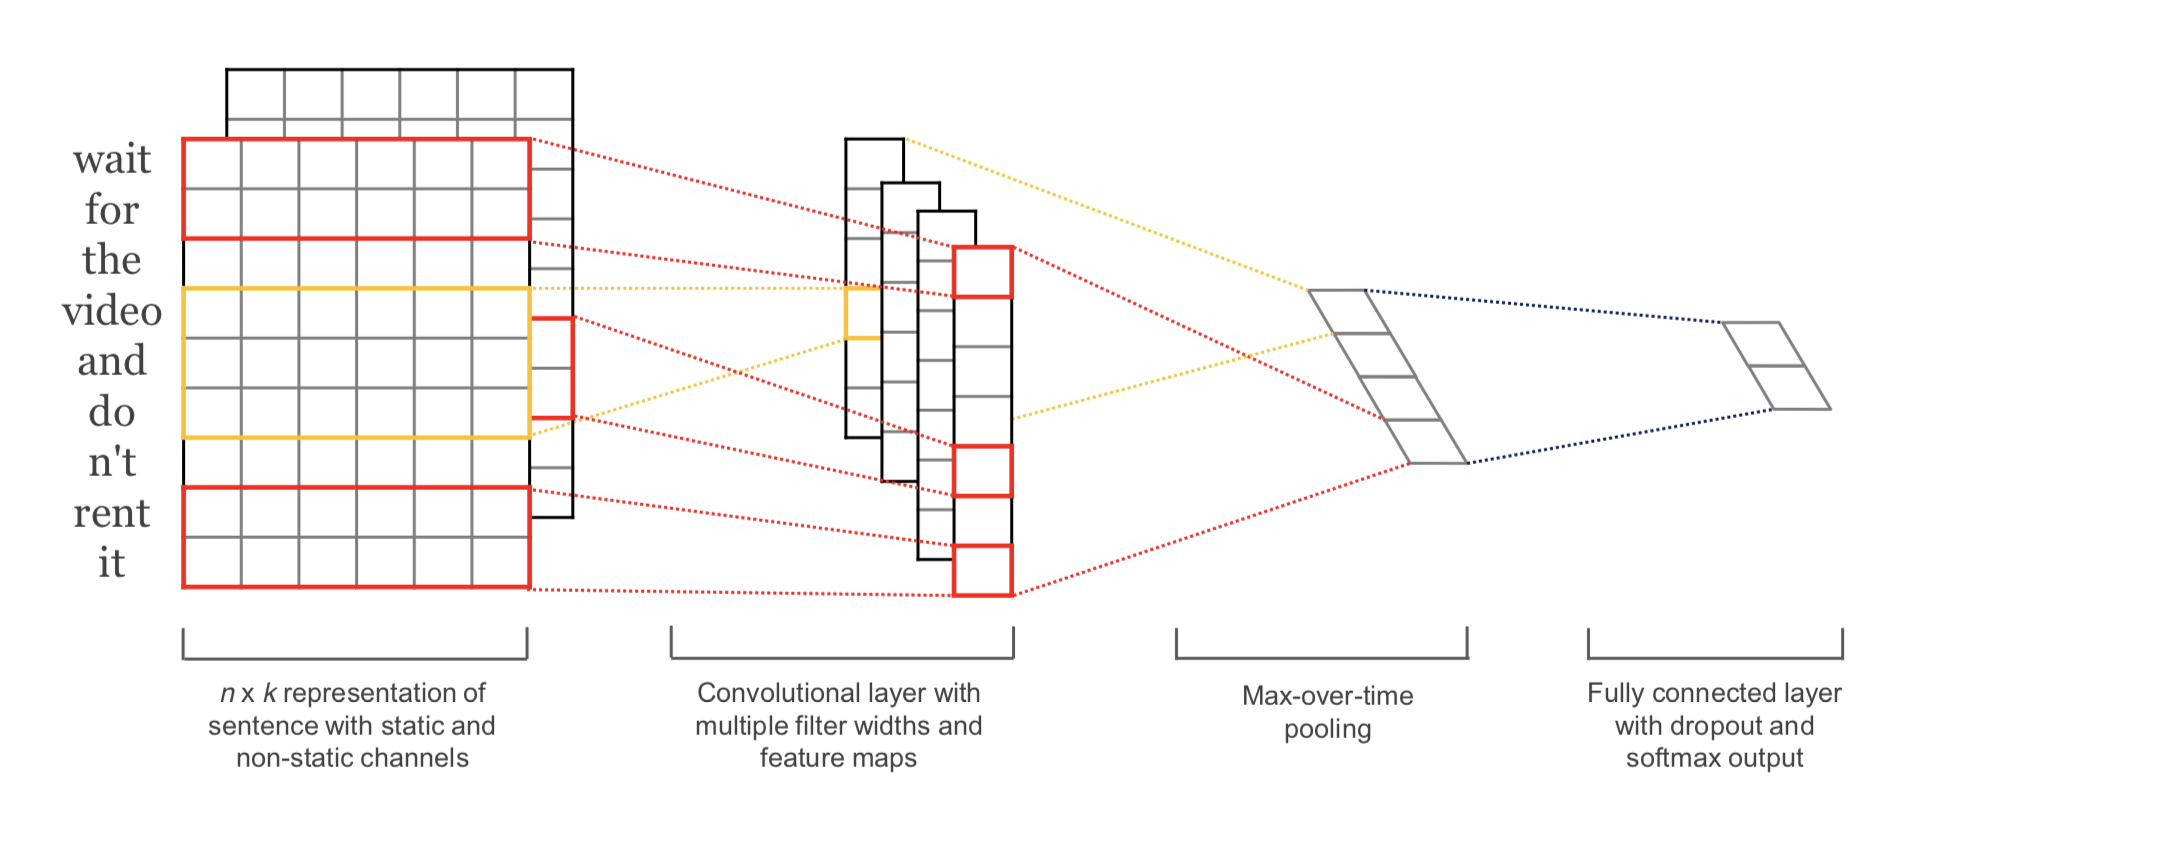 wait
for
the
video
and
do
n't
rent
it
n x k representation of
sentence with static and
non-static channels
Convolutional layer with
multiple filter widths and
feature maps
Max-over-time
pooling
Fully connected layer
with dropout and
softmax output